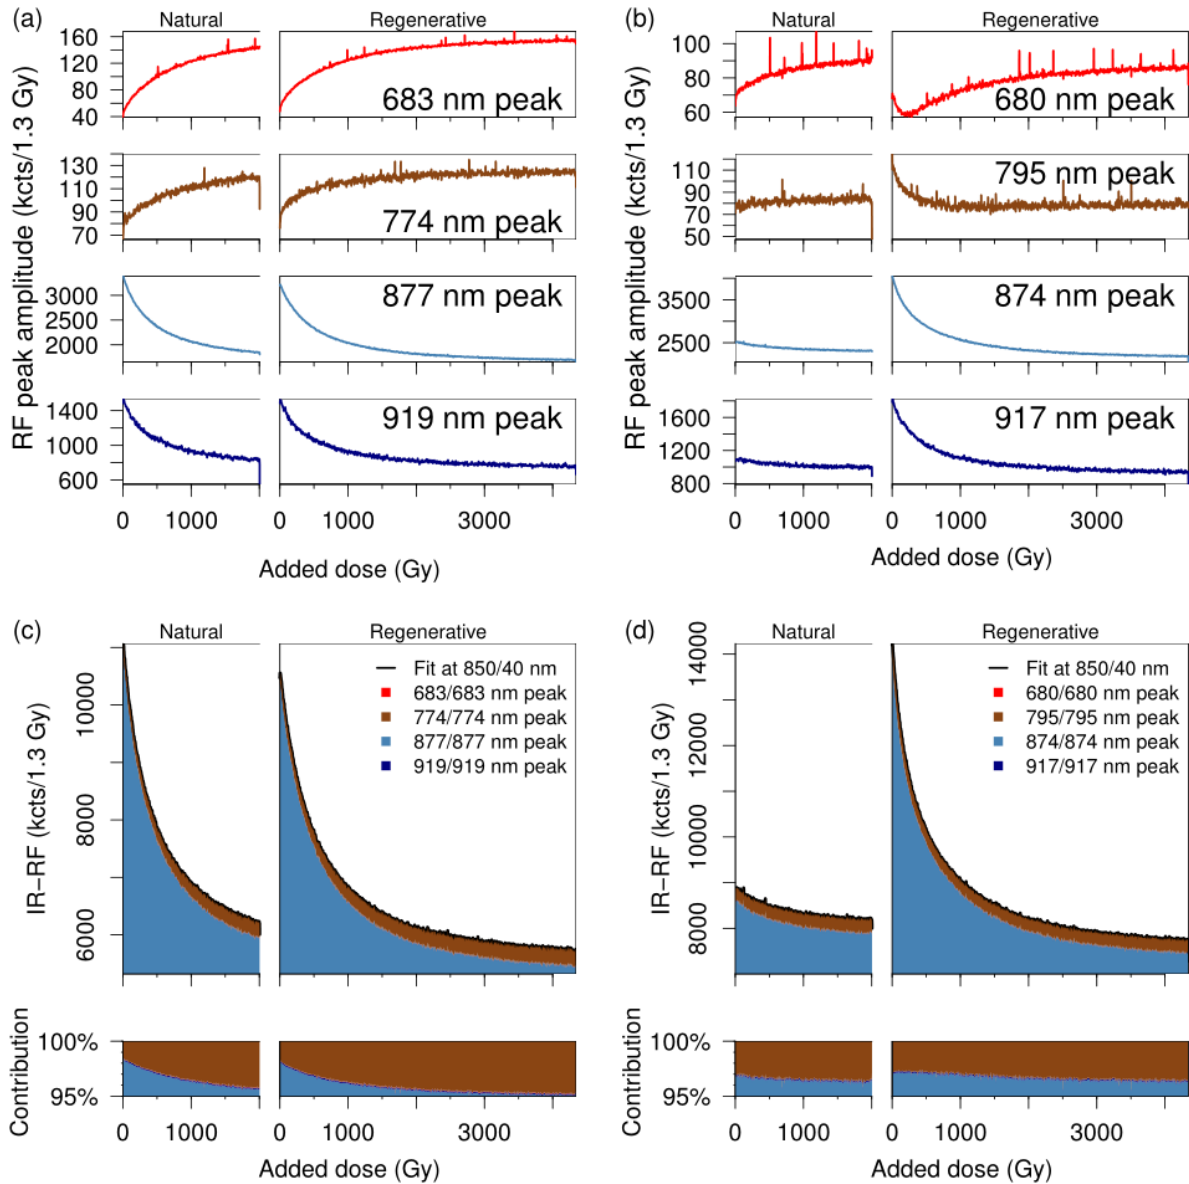 (a)
Natural
Regenerative
RF peak amplitude (kcts/1.3 Gy)
160
120
80
40
683 nm peak
130
110
90
70
774 nm peak
3000
2500
2000
877 nm peak
1400
1000
600
919 nm peak
0
1000
0
1000
3000
Added dose (Gy)
(b)
Natural
Regenerative
RF peak amplitude (kcts/1.3 Gy)
100
80
60
680 nm peak
110
90
70
50
795 nm peak
3500
2500
874 nm peak
1600
1200
800
917 nm peak
0
1000
0
1000
3000
Added dose (Gy)
(c)
Natural
Regenerative
IR−RF (kcts/1.3 Gy)
10000
8000
6000
Fit at 850/40 nm
683/683 nm peak
774/774 nm peak
877/877 nm peak
919/919 nm peak
Contribution
100%
95%
0
1000
0
1000
3000
Added dose (Gy)
(d)
Natural
Regenerative
IR−RF (kcts/1.3 Gy)
14000
12000
10000
8000
Fit at 850/40 nm
680/680 nm peak
795/795 nm peak
874/874 nm peak
917/917 nm peak
Contribution
100%
95%
0
1000
0
1000
3000
Added dose (Gy)